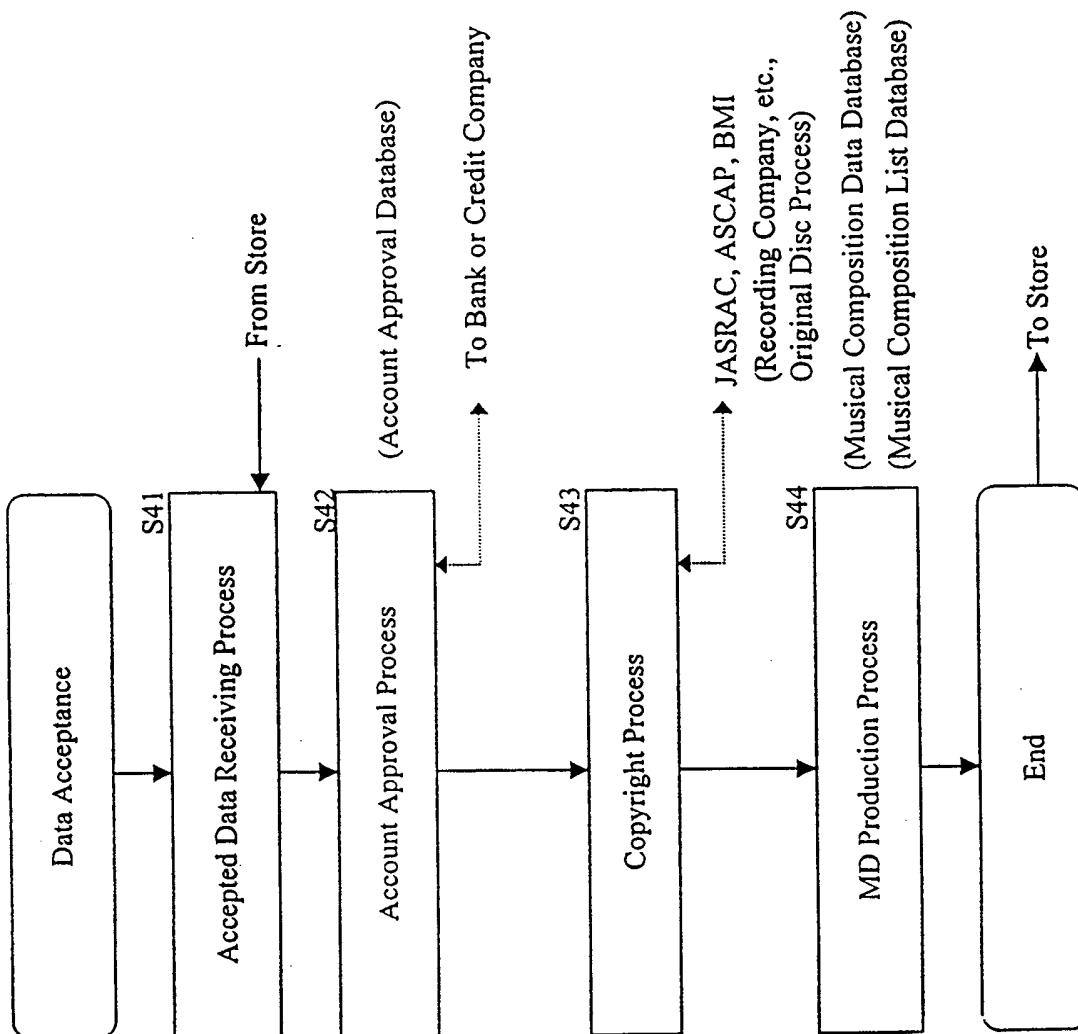 Data Acceptance
S41
Accepted Data Receiving Process
From Store
S42
Account Approval Process
(Account Approval Database)
To Bank or Credit Company
S43
Copyright Process
JASRAC, ASCAP, BMI
(Recording Company, etc.,
Original Disc Process)
S44
MD Production Process
(Musical Composition Data Database)
(Musical Composition List Database)
End
To Store